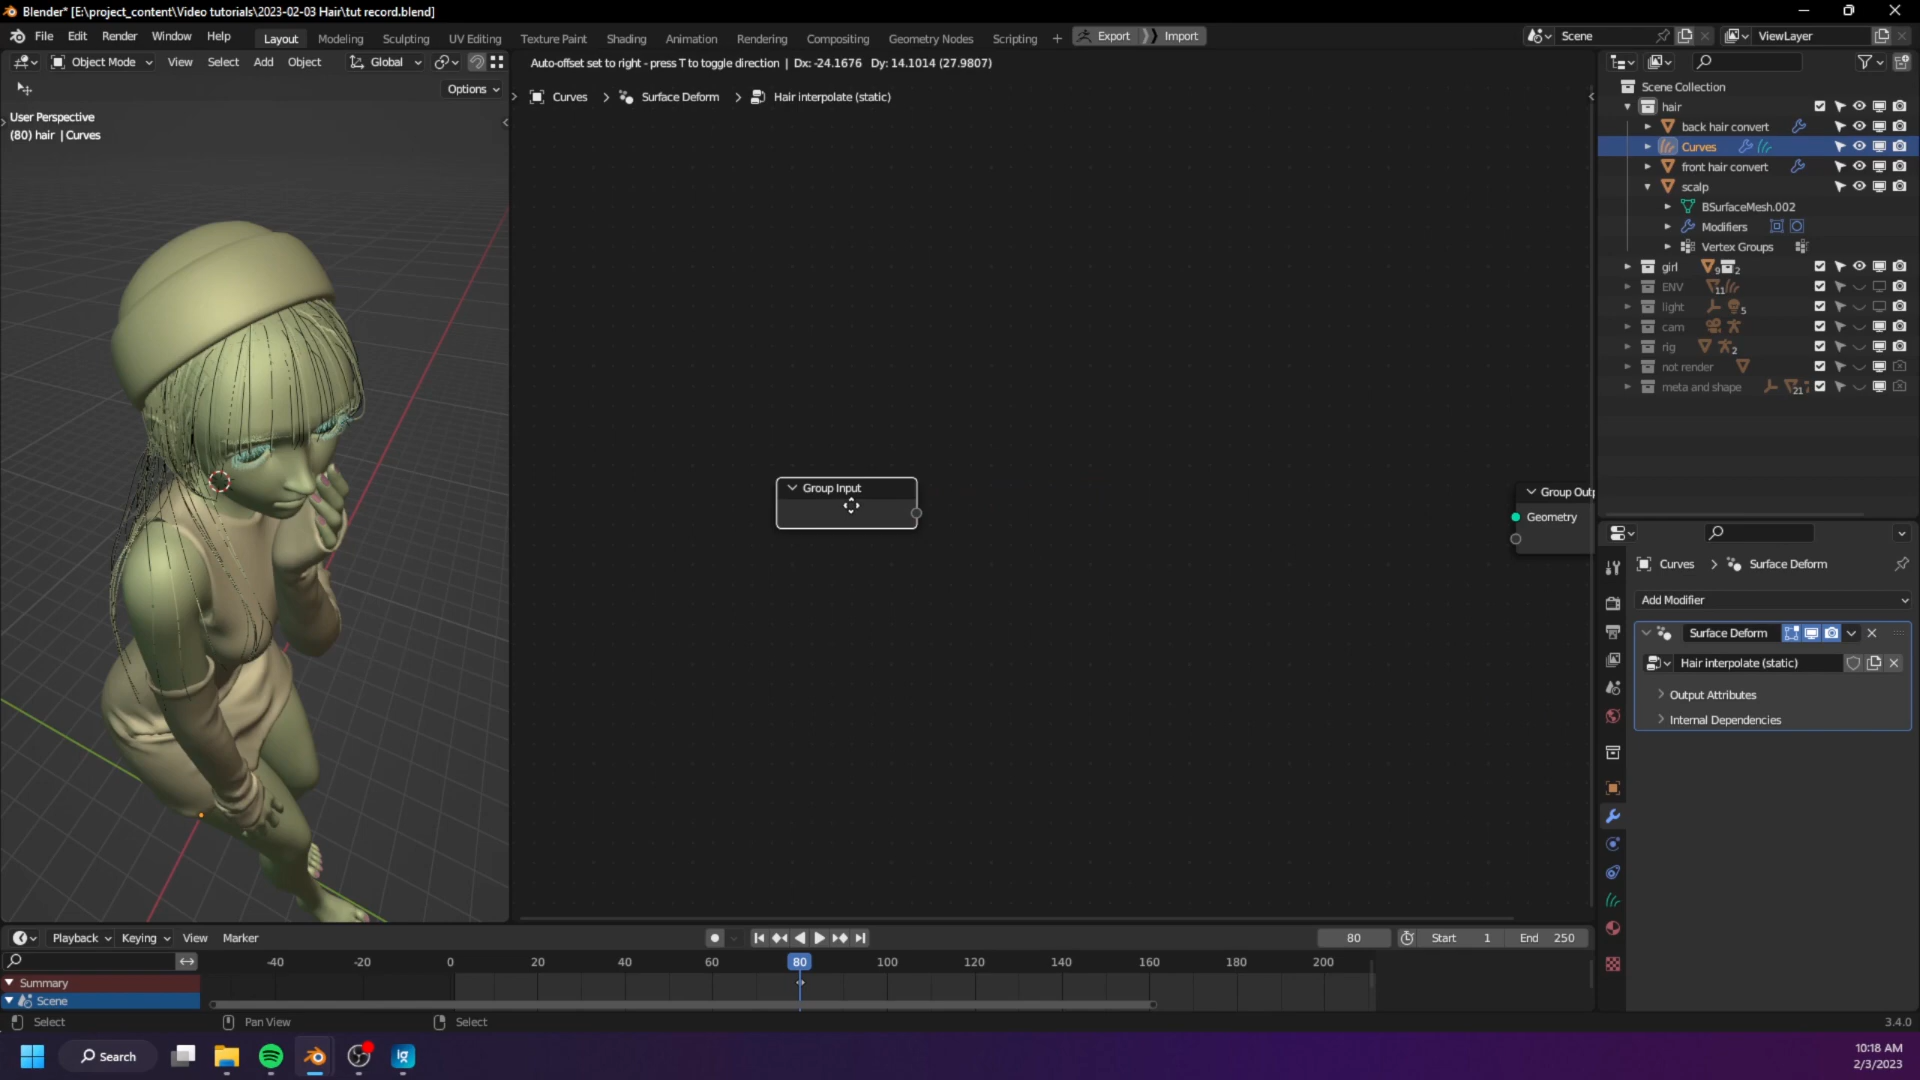 Blender* [E:\project_content\Video tutorials\2023-02-03 Hair\tut record.blend]
File Edit Render Window Help Layout Modeling Sculpting UV Editing Texture Paint Shading Animation Rendering Compositing Geometry Nodes Scripting + Export Import Scene ViewLayer
Object Mode View Select Add Object Global Auto-offset set to right - press T to toggle direction | Dx: -24.1676 Dy: 14.1014 (27.9807)
Options
Curves > Surface Deform > Hair interpolate (static)
User Perspective
(80) hair | Curves
Scene Collection
hair
back hair convert
Curves
front hair convert
scalp
BSurfaceMesh.002
Modifiers
Vertex Groups
girl 9 2
ENV 11
light 5
cam
rig 2
not render
meta and shape 21
Group Input
Geometry
Curves > Surface Deform
Add Modifier
Surface Deform
Hair interpolate (static)
Output Attributes
Internal Dependencies
Playback Keying View Marker 80 Start 1 End 250
-40 -20 0 20 40 60 80 100 120 140 160 180 200
Summary
Scene
Select Pan View Select 3.4.0
Search
10:18 AM
2/3/2023